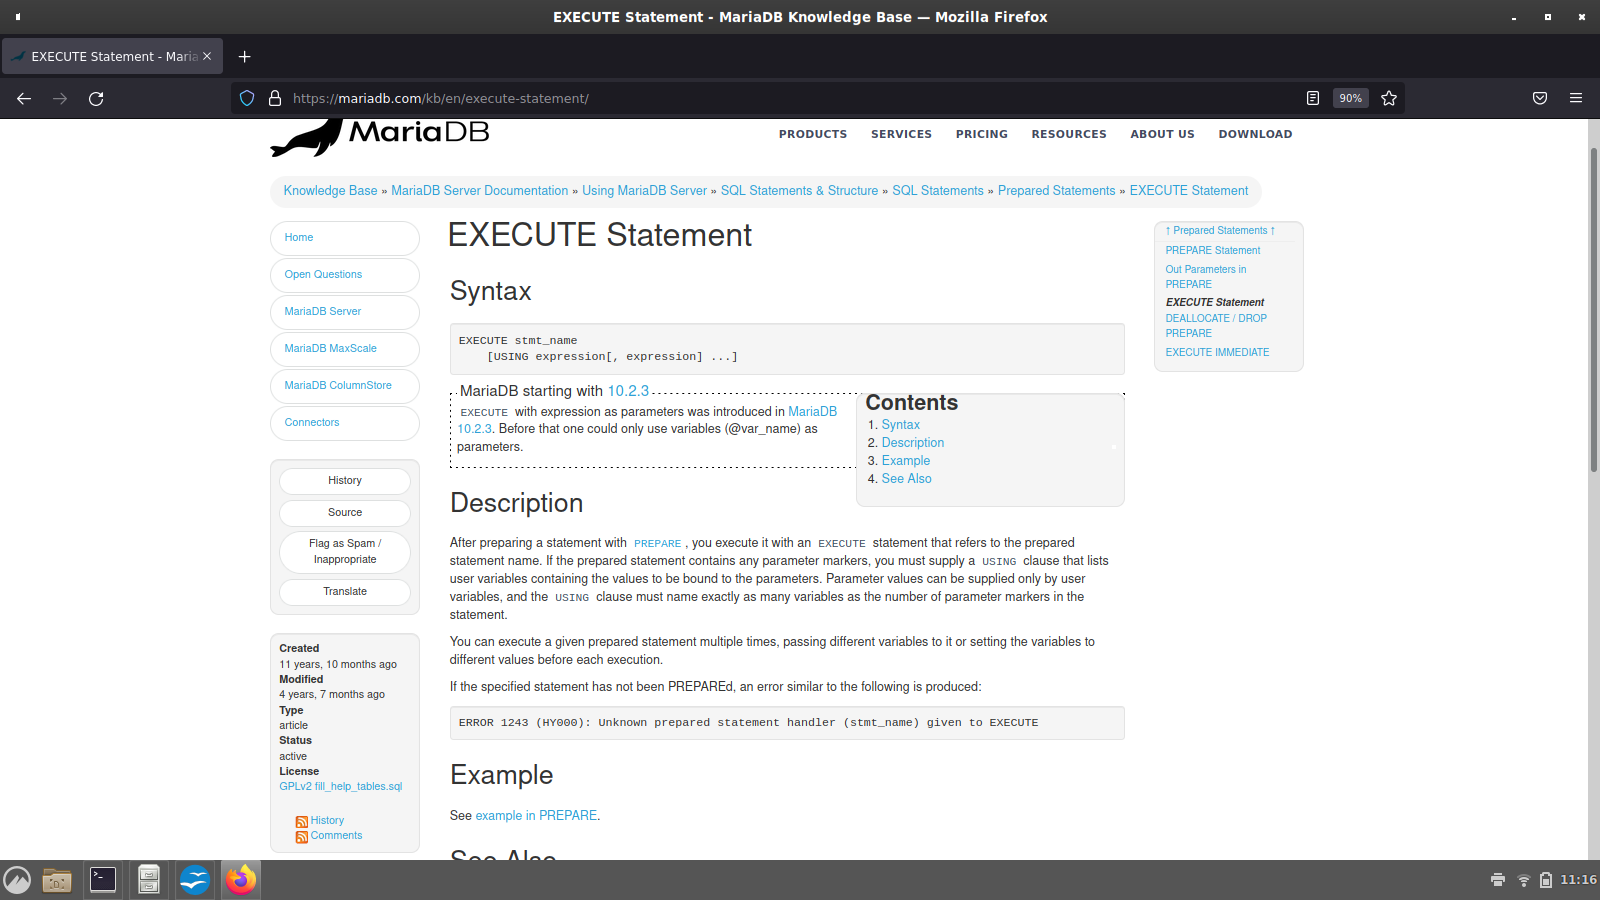 EXECUTE Statement - MariaDB Knowledge Base — Mozilla Firefox
EXECUTE Statement - Maria
https://mariadb.com/kb/en/execute-statement/
90%
MariaDB
PRODUCTS SERVICES PRICING RESOURCES ABOUT US DOWNLOAD
Knowledge Base » MariaDB Server Documentation » Using MariaDB Server » SQL Statements & Structure » SQL Statements » Prepared Statements » EXECUTE Statement
Home
Open Questions
MariaDB Server
MariaDB MaxScale
MariaDB ColumnStore
Connectors
History
Source
Flag as Spam /
Inappropriate
Translate
Created
11 years, 10 months ago
Modified
4 years, 7 months ago
Type
article
Status
active
License
GPLv2 fill_help_tables.sql
History
Comments
EXECUTE Statement
Syntax
EXECUTE stmt_name
[USING expression[, expression] ...]
MariaDB starting with 10.2.3
EXECUTE with expression as parameters was introduced in MariaDB
10.2.3. Before that one could only use variables (@var_name) as
parameters.
Contents
1. Syntax
2. Description
3. Example
4. See Also
Description
After preparing a statement with PREPARE , you execute it with an EXECUTE statement that refers to the prepared
statement name. If the prepared statement contains any parameter markers, you must supply a USING clause that lists
user variables containing the values to be bound to the parameters. Parameter values can be supplied only by user
variables, and the USING clause must name exactly as many variables as the number of parameter markers in the
statement.
You can execute a given prepared statement multiple times, passing different variables to it or setting the variables to
different values before each execution.
If the specified statement has not been PREPAREd, an error similar to the following is produced:
ERROR 1243 (HY000): Unknown prepared statement handler (stmt_name) given to EXECUTE
Example
See example in PREPARE.
See Also
↑ Prepared Statements ↑
PREPARE Statement
Out Parameters in
PREPARE
EXECUTE Statement
DEALLOCATE / DROP
PREPARE
EXECUTE IMMEDIATE
11:16